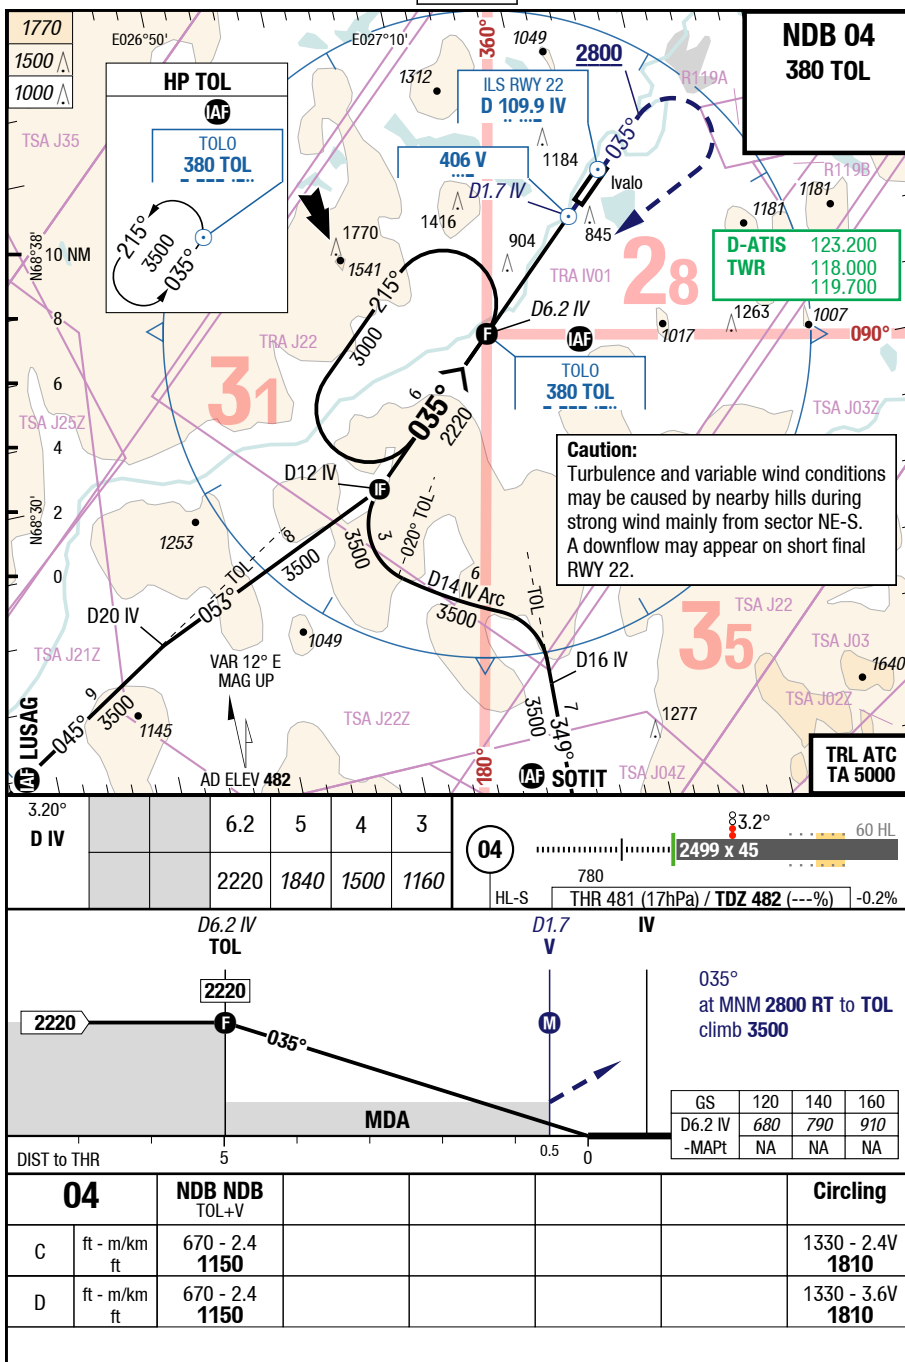 1770
1500
1000
E026°50'
E027°10'
360°
1049
2800
NDB 04
380 TOL
HP TOL
IAF
TOLO
380 TOL
215°
3500
035°
1312
ILS RWY 22
D 109.9 IV
R119A
TSA J35
035°
1184
406 V
D1.7 IV
Ivalo
R119B
1181
1181
1416
845
904
1770
1541
N68°38'
10 NM
28
TRA IV01
D-ATIS 123.200
TWR 118.000
119.700
215°
3000
D6.2 IV
1263
1007
1017
8
F
IAF
090°
TRA J22
TOLO
380 TOL
6
31
TSA J25Z
TSA J03Z
6
035°
2220
4
D12 IV
IF
Caution:
Turbulence and variable wind conditions
may be caused by nearby hills during
strong wind mainly from sector NE-S.
A downflow may appear on short final
RWY 22.
N68°30'
2
1253
8
3500
TOL
3
3500
020° TOL
0
053°
6
D14 IV Arc
3500
TOL
D20 IV
TSA J22
35
1049
TSA J03
TSA J21Z
VAR 12° E
MAG UP
D16 IV
1640
TSA J02Z
9
045°
3500
1145
TSA J22Z
7
3500
349°
1277
LUSAG
IAF
AD ELEV 482
180°
IAF SOTIT
TSA J04Z
TRL ATC
TA 5000
3.20°
D IV
6.2 5 4 3
2220 1840 1500 1160
04
3.2°
60 HL
2499 x 45
780
HL-S
THR 481 (17hPa) / TDZ 482 (---%)
-0.2%
D6.2 IV
TOL
D1.7
V
IV
2220
2220
F
035°
M
035°
at MNM 2800 RT to TOL
climb 3500
MDA
GS 120 140 160
D6.2 IV 680 790 910
-MAPt NA NA NA
DIST to THR
5
0.5
0
04
NDB NDB
TOL+V
Circling
C
ft - m/km
ft
670 - 2.4
1150
1330 - 2.4V
1810
D
ft - m/km
ft
670 - 2.4
1150
1330 - 3.6V
1810